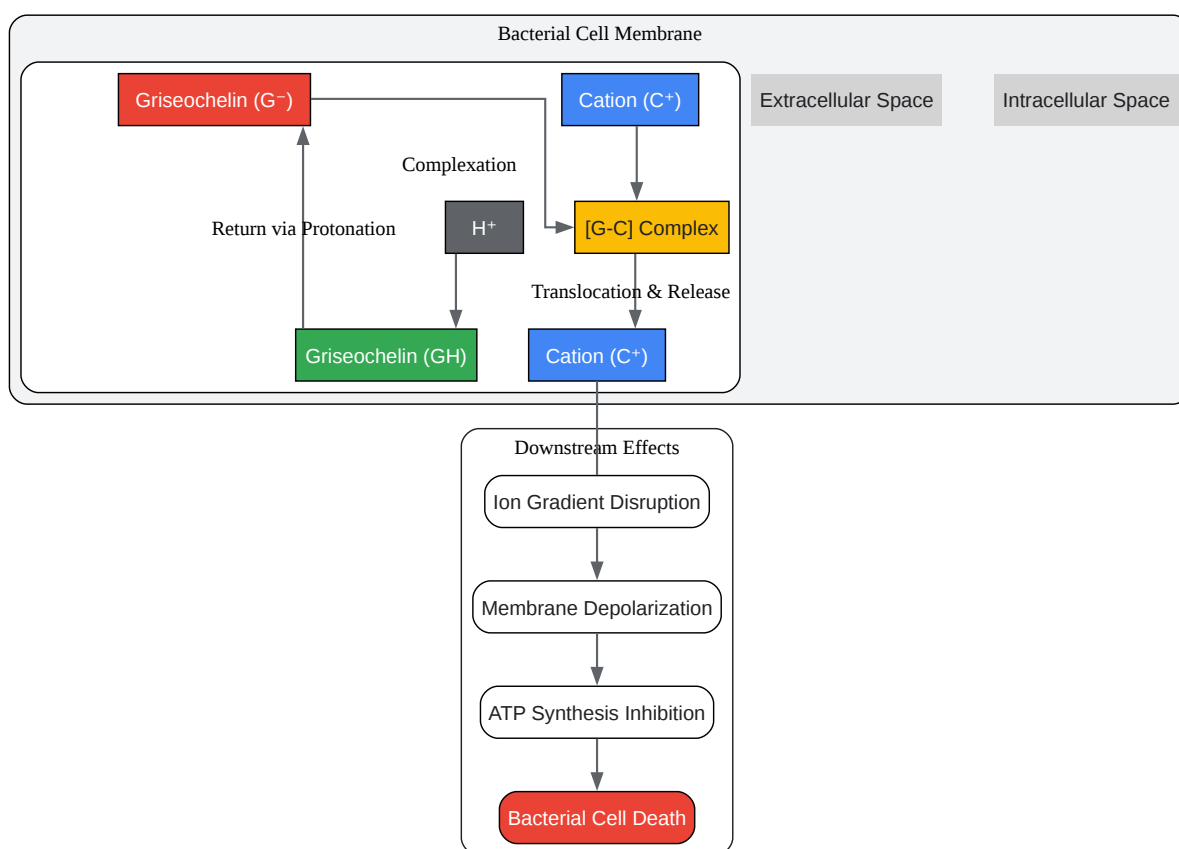 Bacterial Cell Membrane
Griseochelin (G⁻)
Cation (C⁺)
Extracellular Space
Intracellular Space
Complexation
Return via Protonation
H⁺
[G-C] Complex
Translocation & Release
Griseochelin (GH)
Cation (C⁺)
Downstream Effects
Ion Gradient Disruption
Membrane Depolarization
ATP Synthesis Inhibition
Bacterial Cell Death